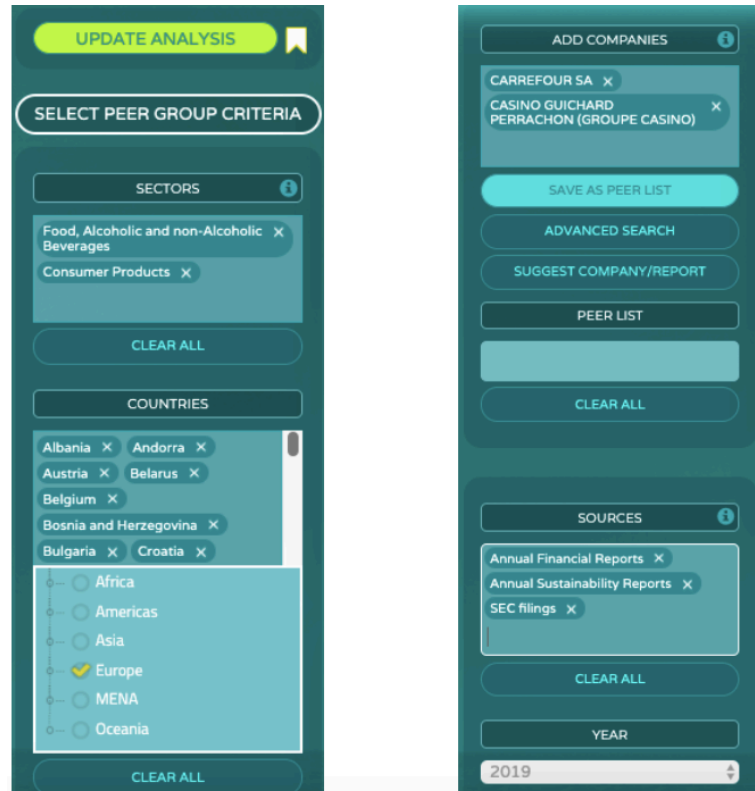 UPDATE ANALYSIS
SELECT PEER GROUP CRITERIA
SECTORS
Food, Alcoholic and non-Alcoholic ×
Beverages
Consumer Products ×
CLEAR ALL
COUNTRIES
Albania × Andorra ×
Austria × Belarus ×
Belgium ×
Bosnia and Herzegovina ×
Bulgaria × Croatia ×
Africa
Americas
Asia
Europe
MENA
Oceania
CLEAR ALL
ADD COMPANIES
CARREFOUR SA ×
CASINO GUICHARD ×
PERRACHON (GROUPE CASINO)
SAVE AS PEER LIST
ADVANCED SEARCH
SUGGEST COMPANY/REPORT
PEER LIST
CLEAR ALL
SOURCES
Annual Financial Reports ×
Annual Sustainability Reports ×
SEC filings ×
CLEAR ALL
YEAR
2019